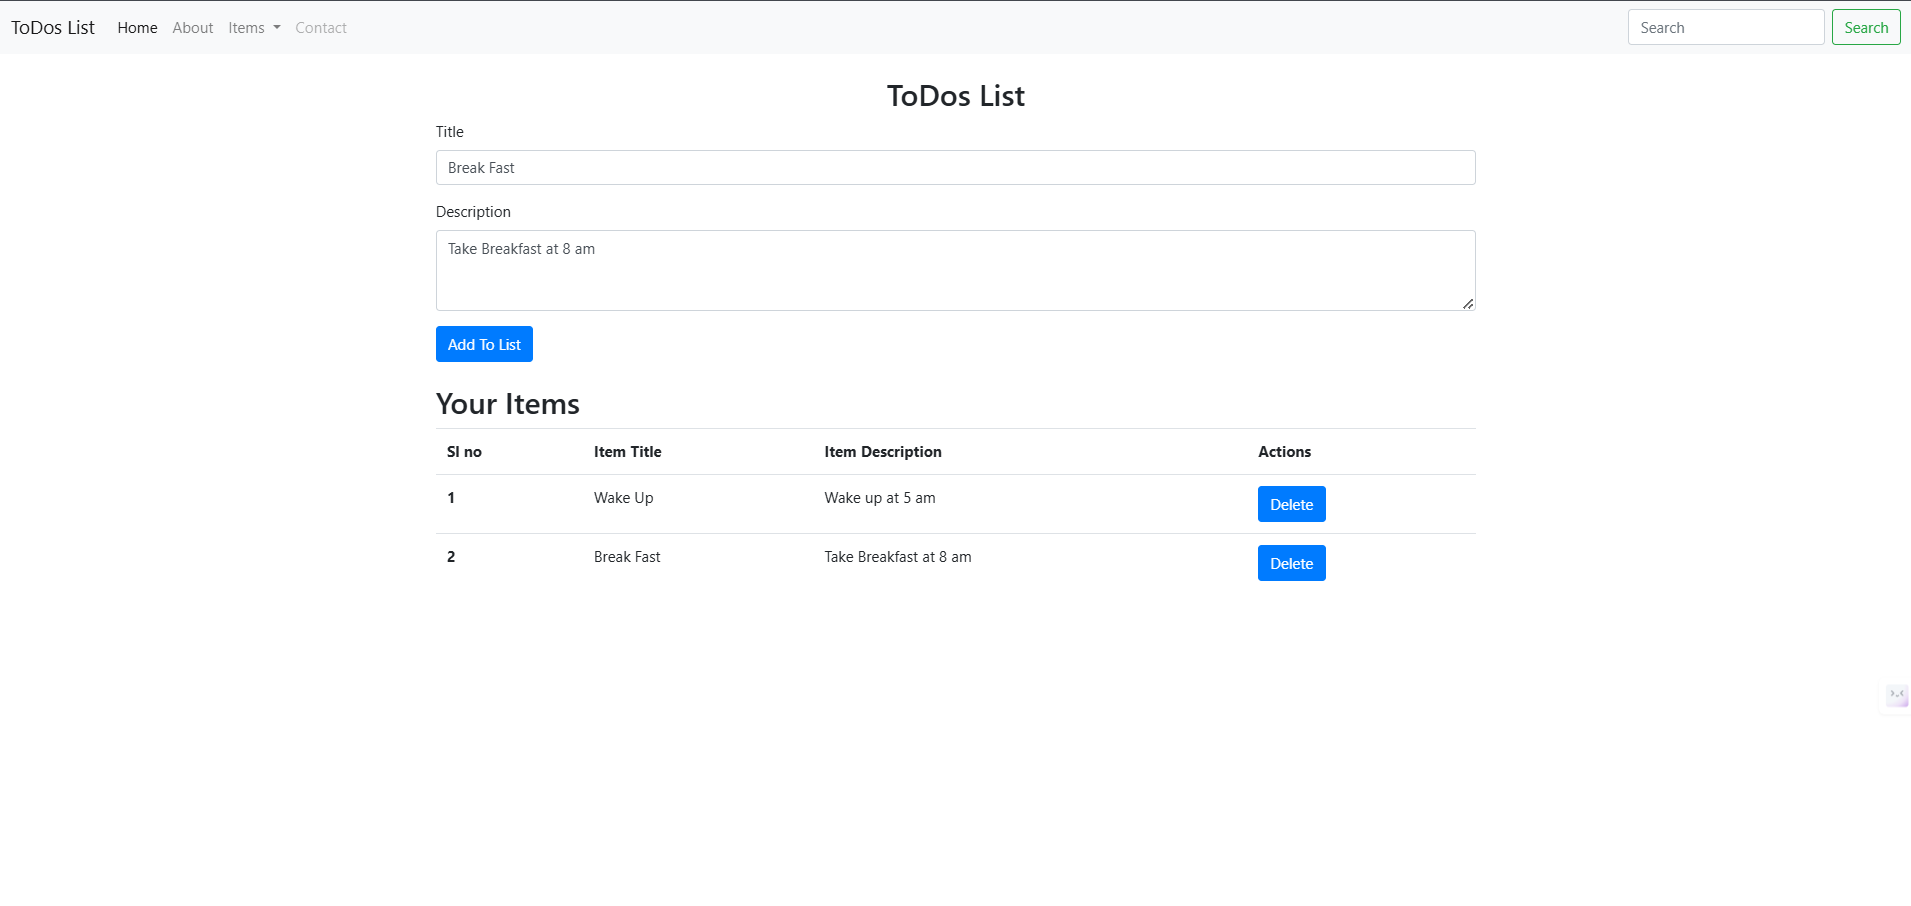 ToDos List Home About Items Contact Search Search
ToDos List
Title
Break Fast
Description
Take Breakfast at 8 am
Add To List
Your Items
Sl no Item Title Item Description Actions
1 Wake Up Wake up at 5 am Delete
2 Break Fast Take Breakfast at 8 am Delete